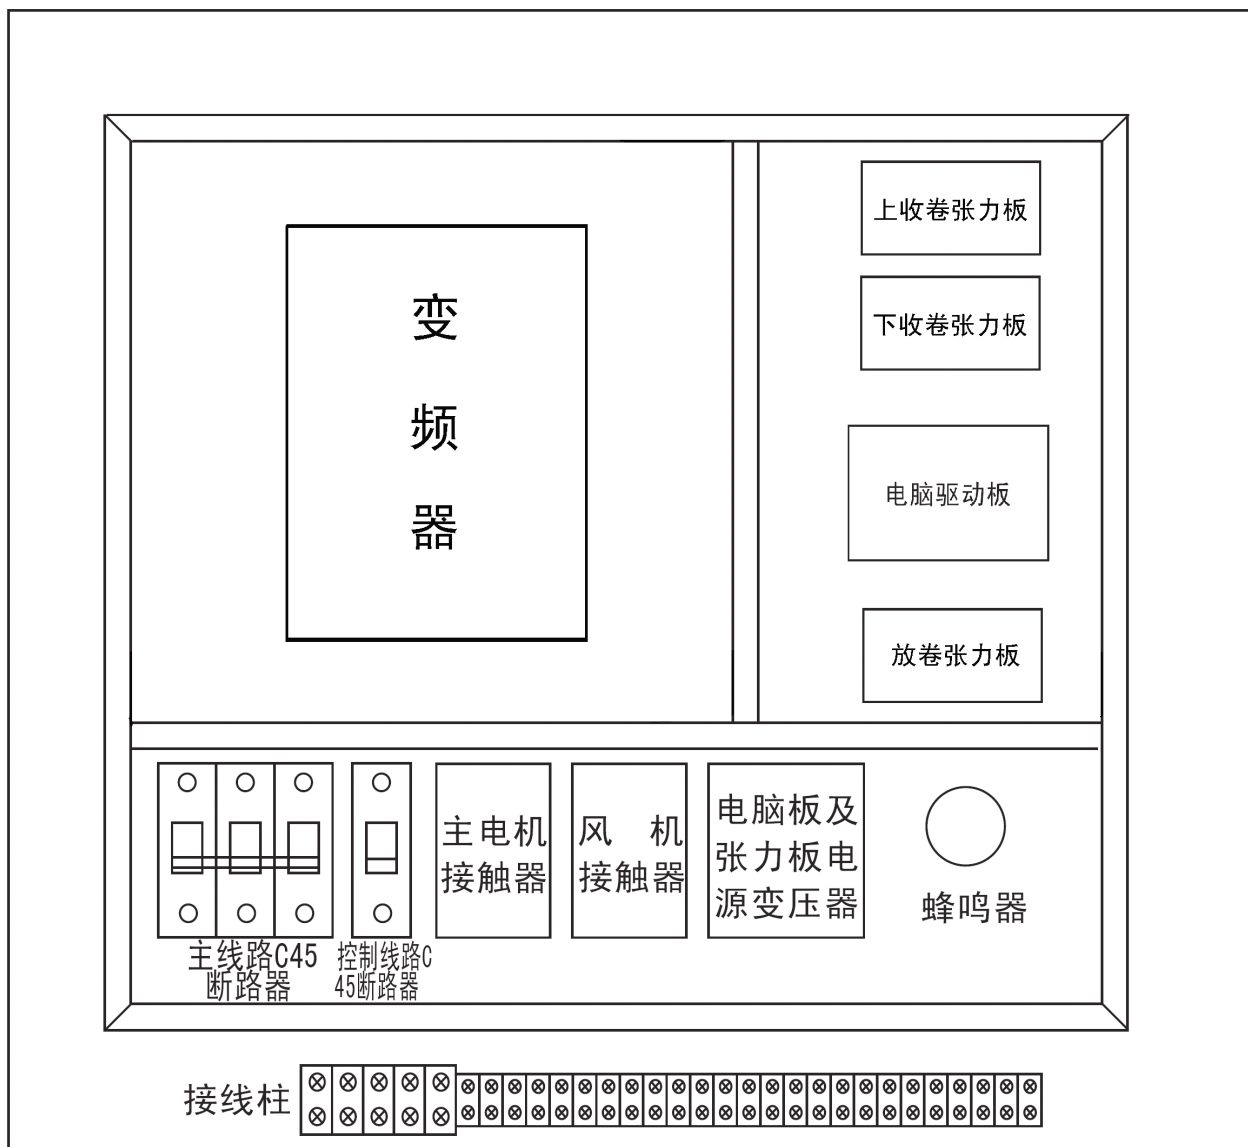 变
频
器
上收卷张力板
下收卷张力板
电脑驱动板
放卷张力板
主线路C45
断路器
控制线路C
45断路器
主电机
接触器
风 机
接触器
电脑板及
张力板电
源变压器
蜂鸣器
接线柱